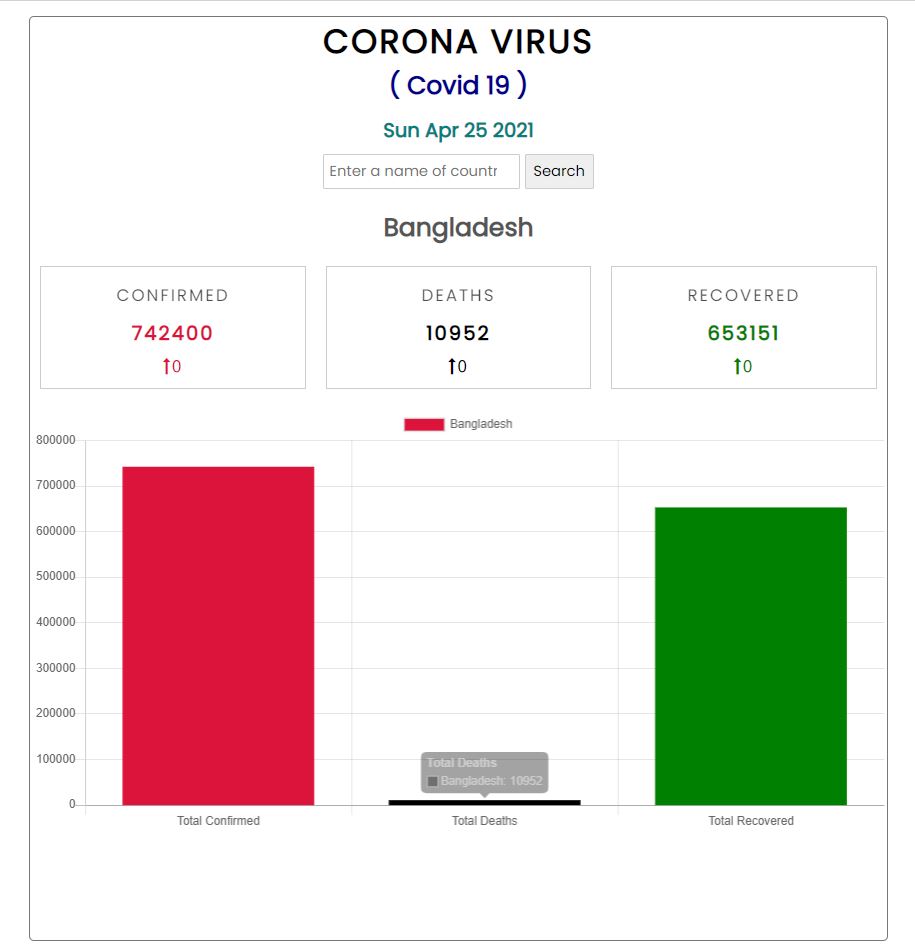 CORONA VIRUS
( Covid 19 )
Sun Apr 25 2021
Enter a name of countr
Search
Bangladesh
CONFIRMED
742400
↑0
DEATHS
10952
↑0
RECOVERED
653151
↑0
Bangladesh
800000
700000
600000
500000
400000
300000
200000
100000
0
Total Deaths
Bangladesh: 10952
Total Confirmed
Total Deaths
Total Recovered